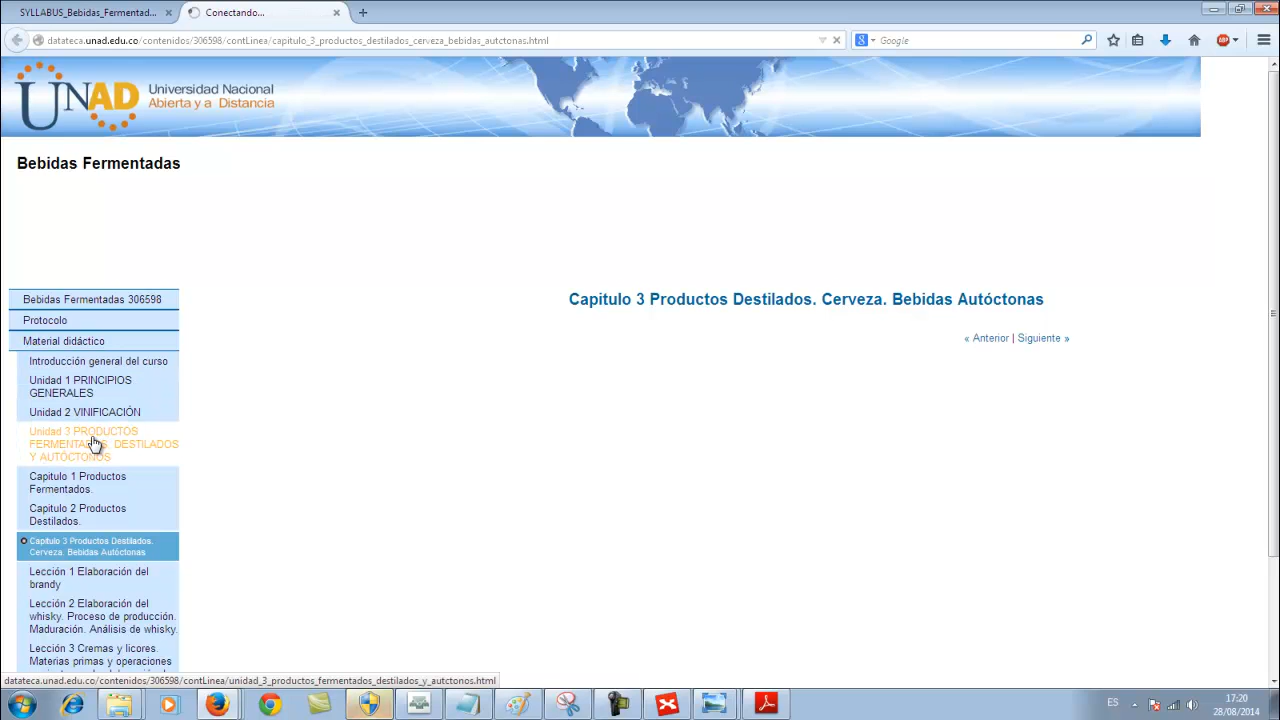 SYLLABUS_Bebidas_Fermentad...
Conectando...
datateca.unad.edu.co/contenidos/306598/contLinea/capitulo_3_productos_destilados_cerveza_bebidas_autctonas.html
Google
UNAD
Universidad Nacional
Abierta y a Distancia
Bebidas Fermentadas
Bebidas Fermentadas 306598
Protocolo
Material didáctico
Introducción general del curso
Unidad 1 PRINCIPIOS
GENERALES
Unidad 2 VINIFICACIÓN
Unidad 3 PRODUCTOS
FERMENTADOS, DESTILADOS
Y AUTÓCTONOS
Capitulo 1 Productos
Fermentados.
Capitulo 2 Productos
Destilados.
Capitulo 3 Productos Destilados.
Cerveza. Bebidas Autóctonas
Lección 1 Elaboración del
brandy
Lección 2 Elaboración del
whisky. Proceso de producción.
Maduración. Análisis de whisky.
Lección 3 Cremas y licores.
Materias primas y operaciones
Capitulo 3 Productos Destilados. Cerveza. Bebidas Autóctonas
« Anterior | Siguiente »
datateca.unad.edu.co/contenidos/306598/contLinea/unidad_3_productos_fermentados_destilados_y_autctonos.html
ES
17:20
28/08/2014